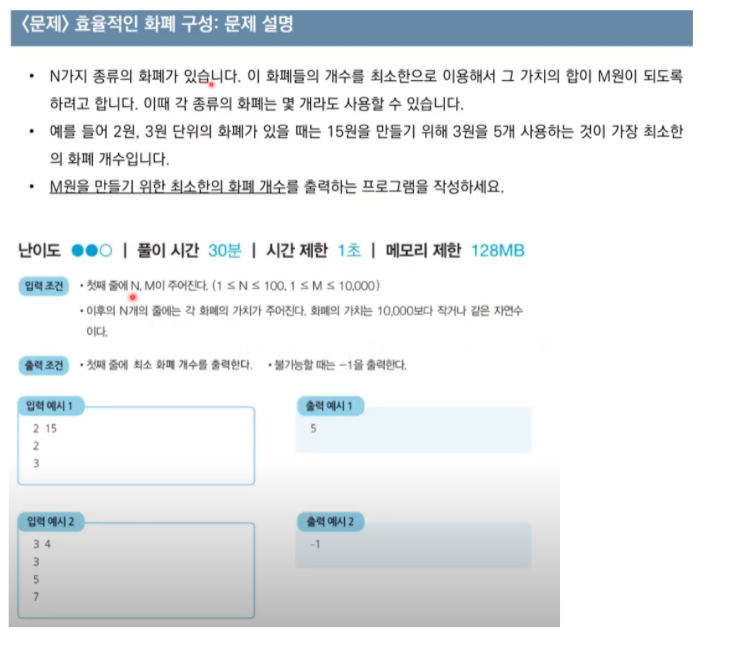 <문제> 효율적인 화폐 구성: 문제 설명
• N가지 종류의 화폐가 있습니다. 이 화폐들의 개수를 최소한으로 이용해서 그 가치의 합이 M원이 되도록
하려고 합니다. 이때 각 종류의 화폐는 몇 개라도 사용할 수 있습니다.
• 예를 들어 2원, 3원 단위의 화폐가 있을 때는 15원을 만들기 위해 3원을 5개 사용하는 것이 가장 최소한
의 화폐 개수입니다.
• M원을 만들기 위한 최소한의 화폐 개수를 출력하는 프로그램을 작성하세요.
난이도 ●●○ | 풀이 시간 30분 | 시간 제한 1초 | 메모리 제한 128MB
입력 조건 • 첫째 줄에 N, M이 주어진다. (1 ≤ N ≤ 100, 1 ≤ M ≤ 10,000)
• 이후의 N개의 줄에는 각 화폐의 가치가 주어진다. 화폐의 가치는 10,000보다 작거나 같은 자연수
이다.
출력 조건 • 첫째 줄에 최소 화폐 개수를 출력한다. • 불가능할 때는 -1을 출력한다.
입력 예시 1
2 15
2
3
출력 예시 1
5
입력 예시 2
3 4
3
5
7
출력 예시 2
-1